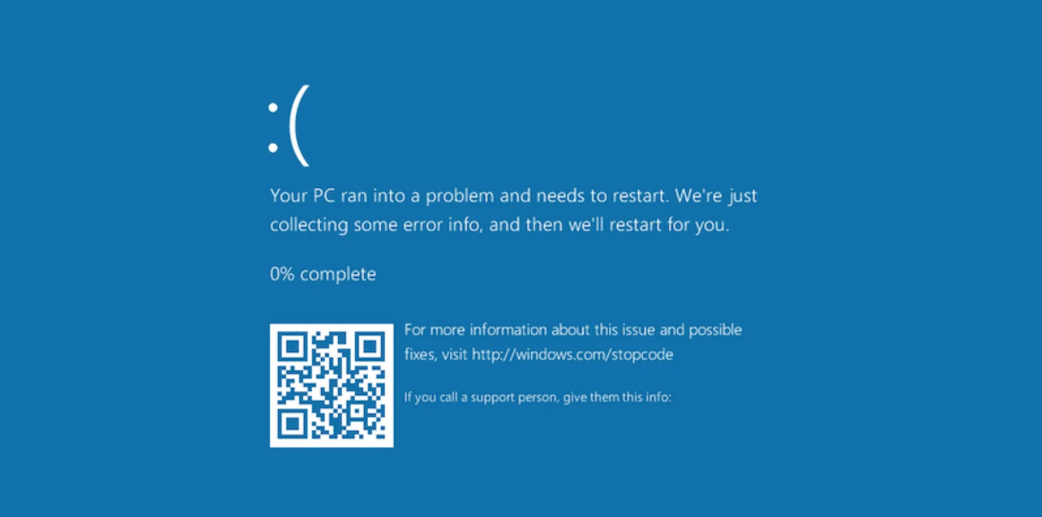 :(
Your PC ran into a problem and needs to restart. We're just
collecting some error info, and then we'll restart for you.
0% complete
For more information about this issue and possible
fixes, visit http://windows.com/stopcode
If you call a support person, give them this info: